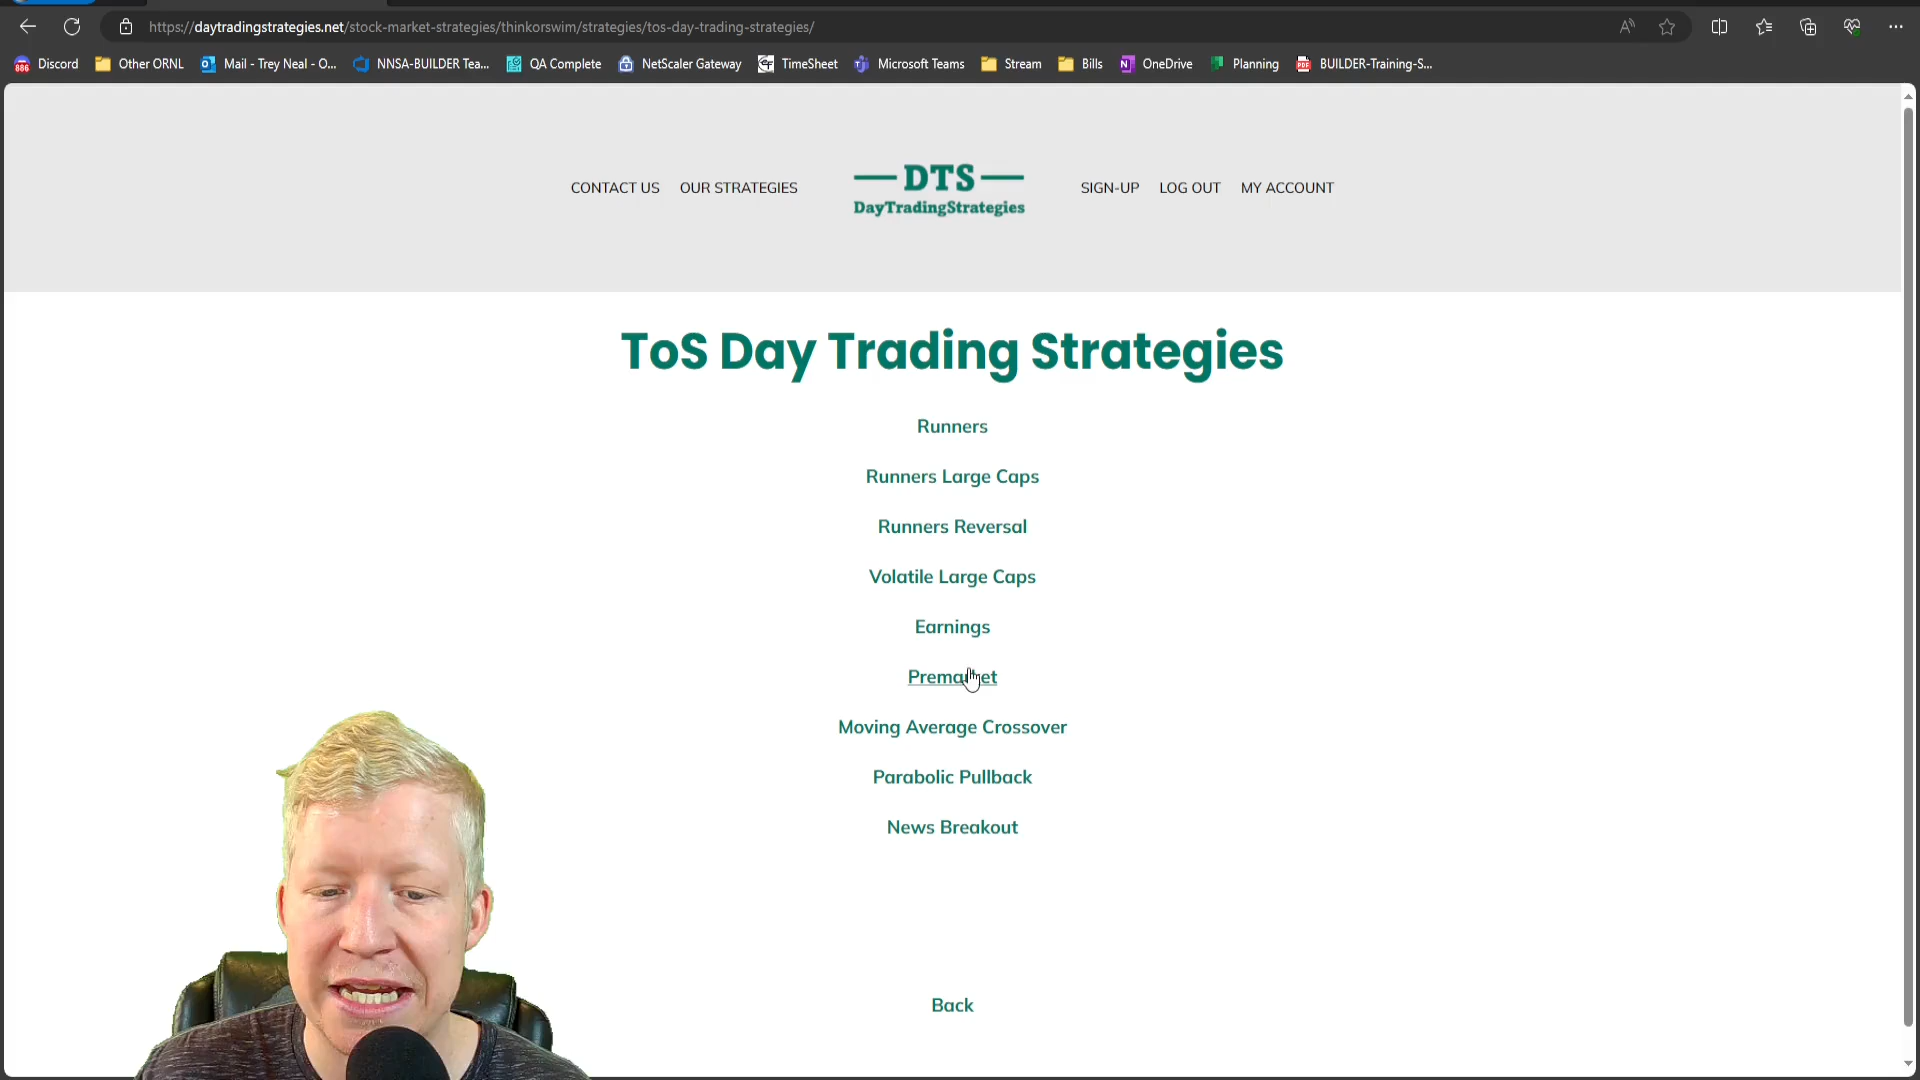 https://daytradingstrategies.net/stock-market-strategies/thinkorswim/strategies/tos-day-trading-strategies/
Discord Other ORNL Mail - Trey Neal - O... NNSA-BUILDER Tea... QA Complete NetScaler Gateway TimeSheet Microsoft Teams Stream Bills OneDrive Planning BUILDER-Training-S...
CONTACT US OUR STRATEGIES DTS SIGN-UP LOG OUT MY ACCOUNT
DayTradingStrategies
ToS Day Trading Strategies
Runners
Runners Large Caps
Runners Reversal
Volatile Large Caps
Earnings
Premarket
Moving Average Crossover
Parabolic Pullback
News Breakout
Back